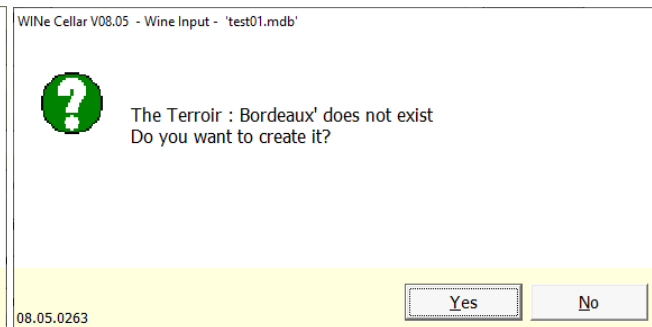 WINe Cellar V08.05 - Wine Input - 'test01.mdb'
The Terroir : Bordeaux' does not exist
Do you want to create it?
Yes
No
08.05.0263